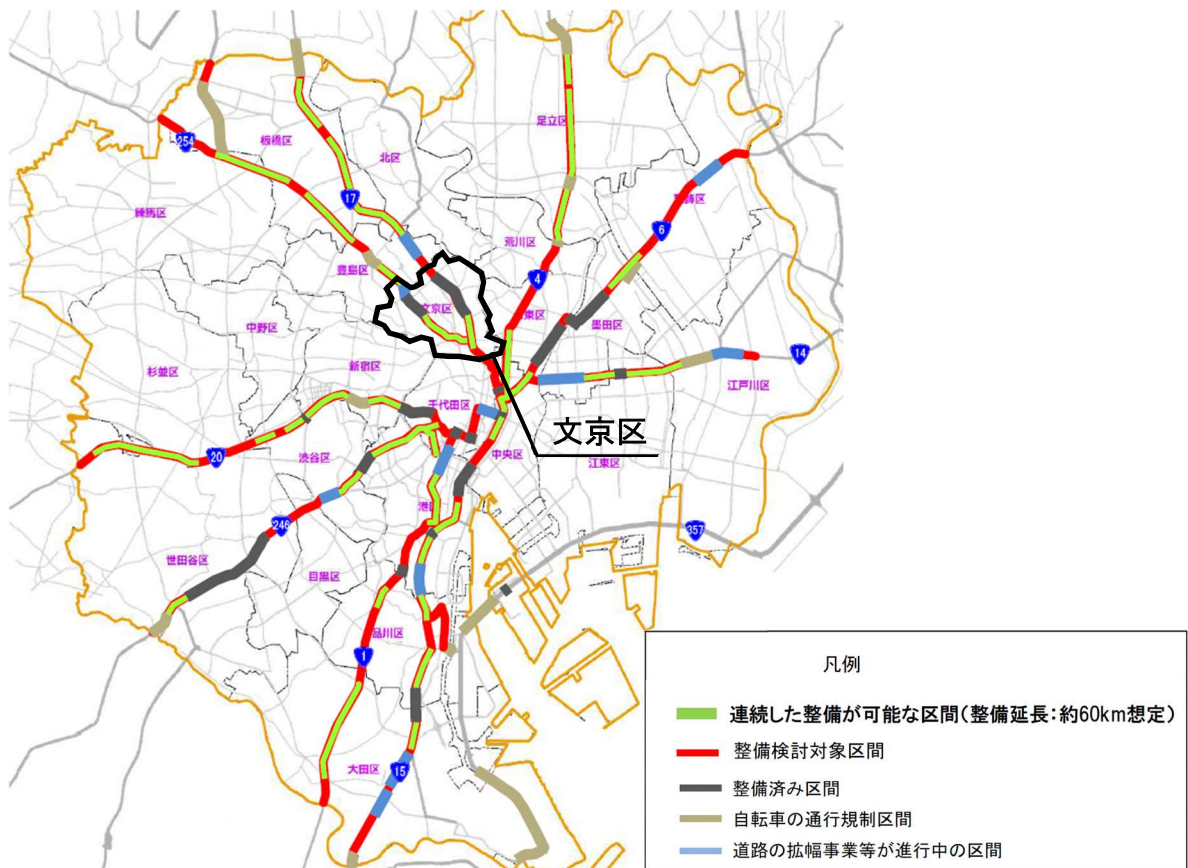 足立区
254
板橋区
北区
17
練馬区
6
荒川区
豊島区
4
文京区
東区
墨田区
中野区
14
杉並区
新宿区
江戸川区
千代田区
文京区
20
渋谷区
中央区
江東区
港区
246
357
世田谷区
目黒区
品川区
1
大田区
15
凡例
連続した整備が可能な区間(整備延長:約60km想定)
整備検討対象区間
整備済み区間
自転車の通行規制区間
道路の拡幅事業等が進行中の区間